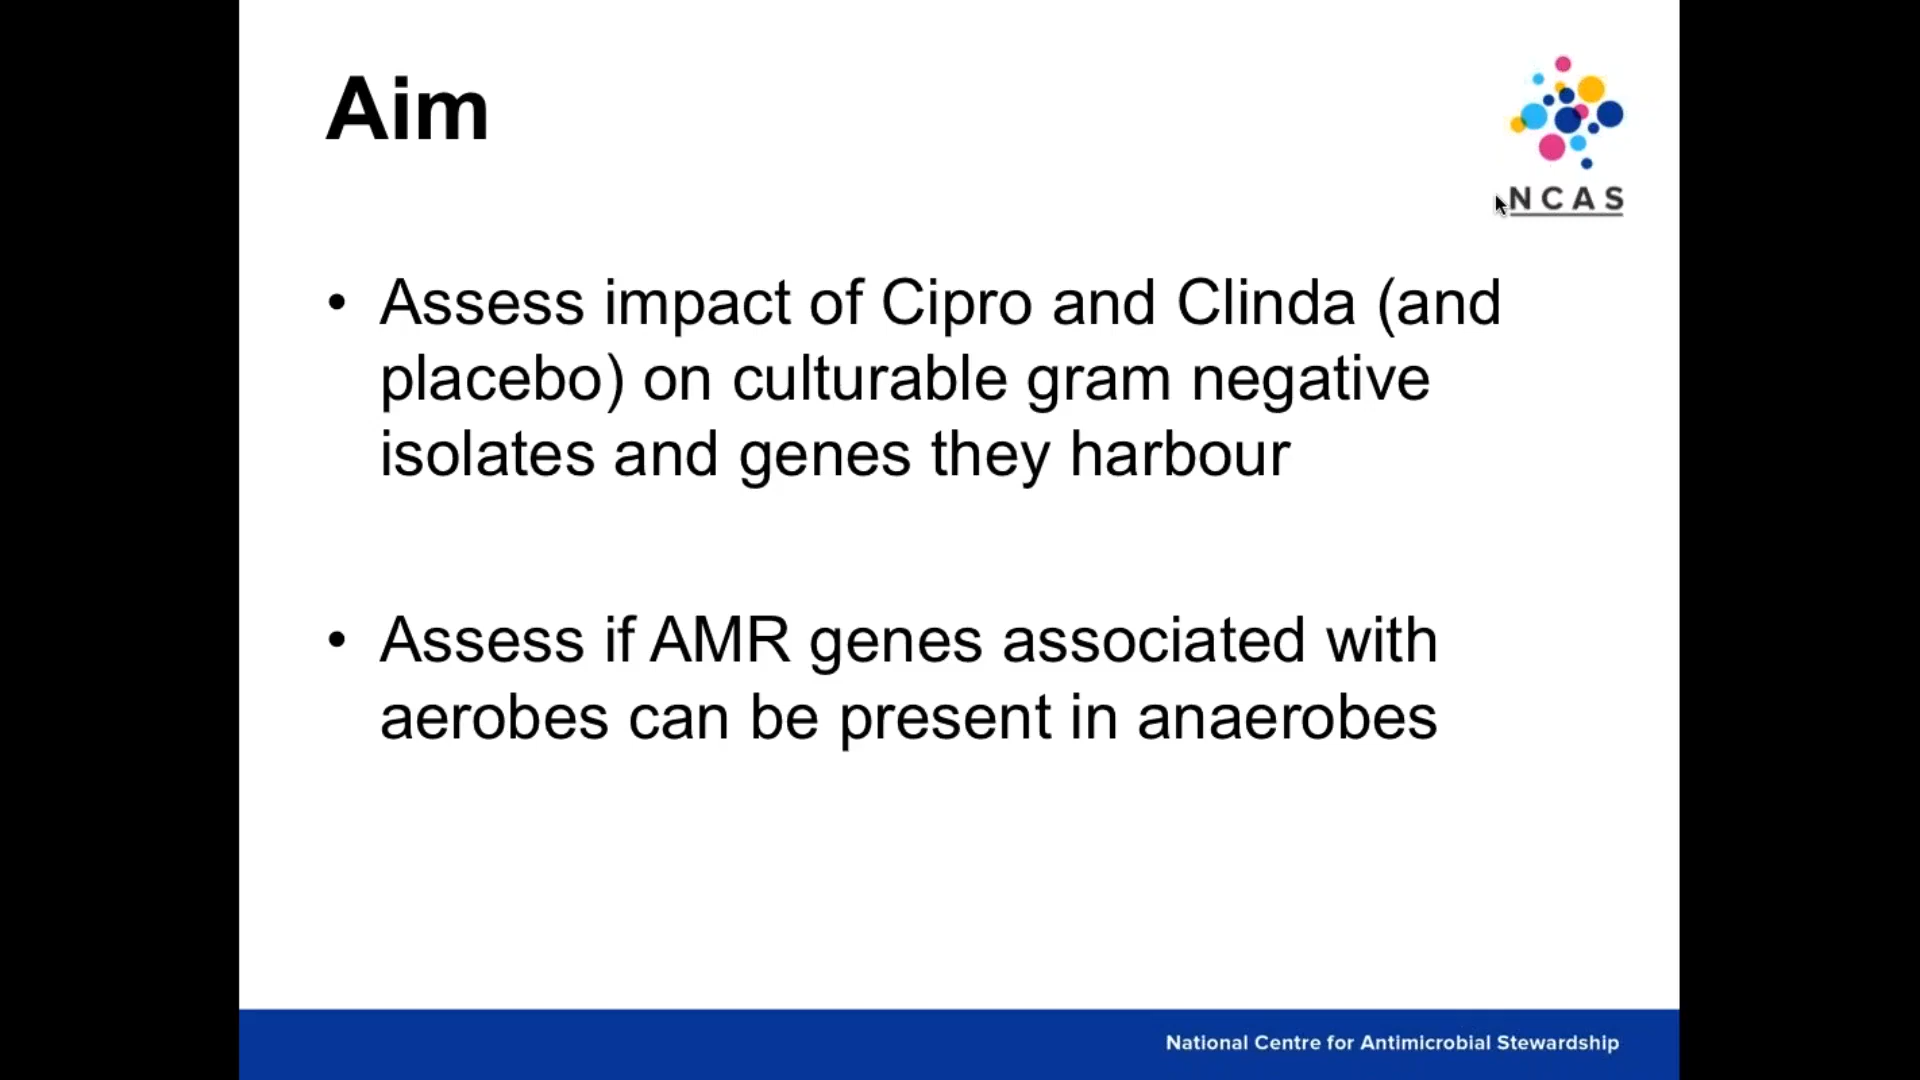 Aim
NCAS
• Assess impact of Cipro and Clinda (and
placebo) on culturable gram negative
isolates and genes they harbour
• Assess if AMR genes associated with
aerobes can be present in anaerobes
National Centre for Antimicrobial Stewardship